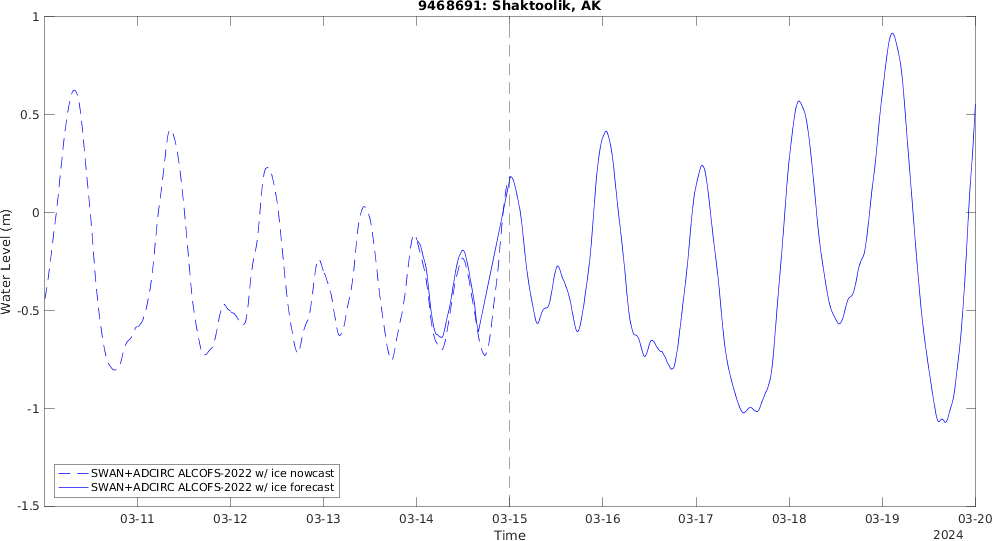 9468691: Shaktoolik, AK
1
0.5
0
-0.5
-1
-1.5
Water Level (m)
SWAN+ADCIRC ALCOFS-2022 w/ ice nowcast
SWAN+ADCIRC ALCOFS-2022 w/ ice forecast
03-11 03-12 03-13 03-14 03-15 03-16 03-17 03-18 03-19 03-20
Time
2024